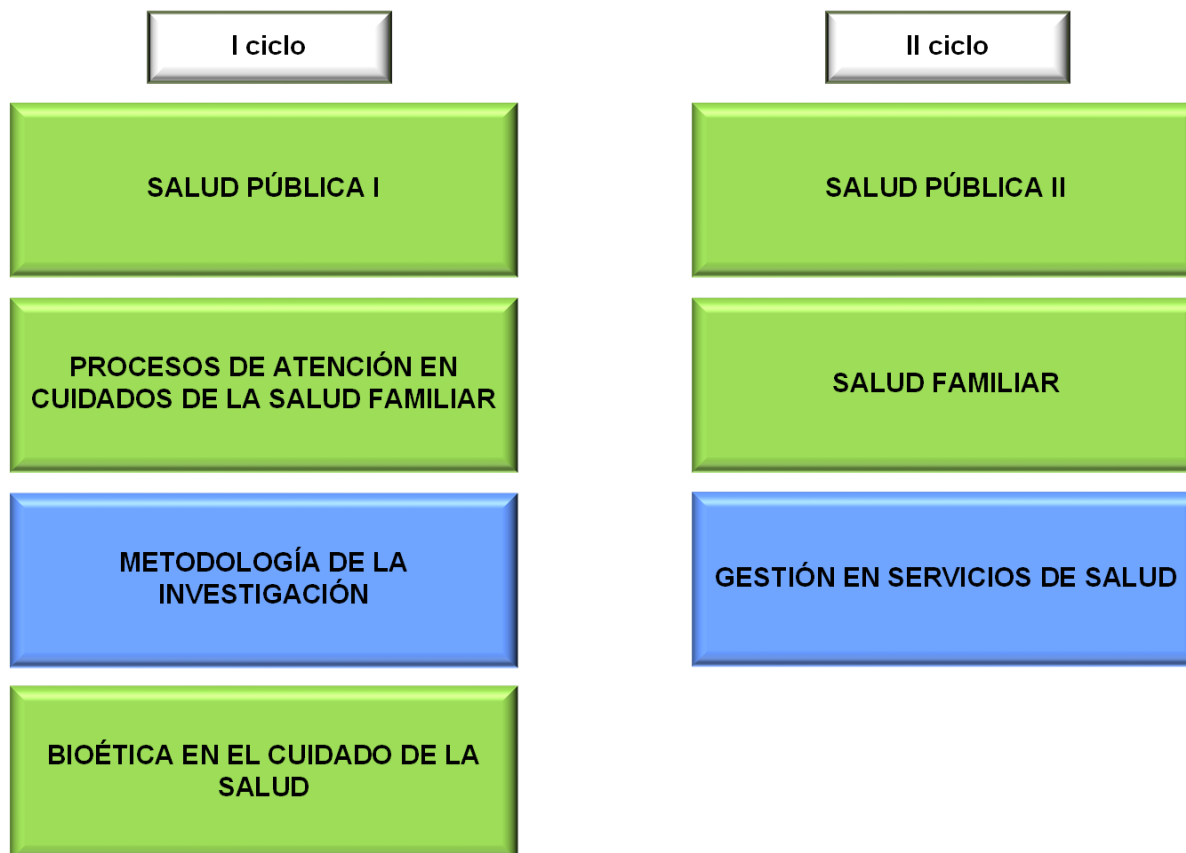 I ciclo
SALUD PÚBLICA I
PROCESOS DE ATENCIÓN EN
CUIDADOS DE LA SALUD FAMILIAR
METODOLOGÍA DE LA
INVESTIGACIÓN
BIOÉTICA EN EL CUIDADO DE LA
SALUD
II ciclo
SALUD PÚBLICA II
SALUD FAMILIAR
GESTIÓN EN SERVICIOS DE SALUD